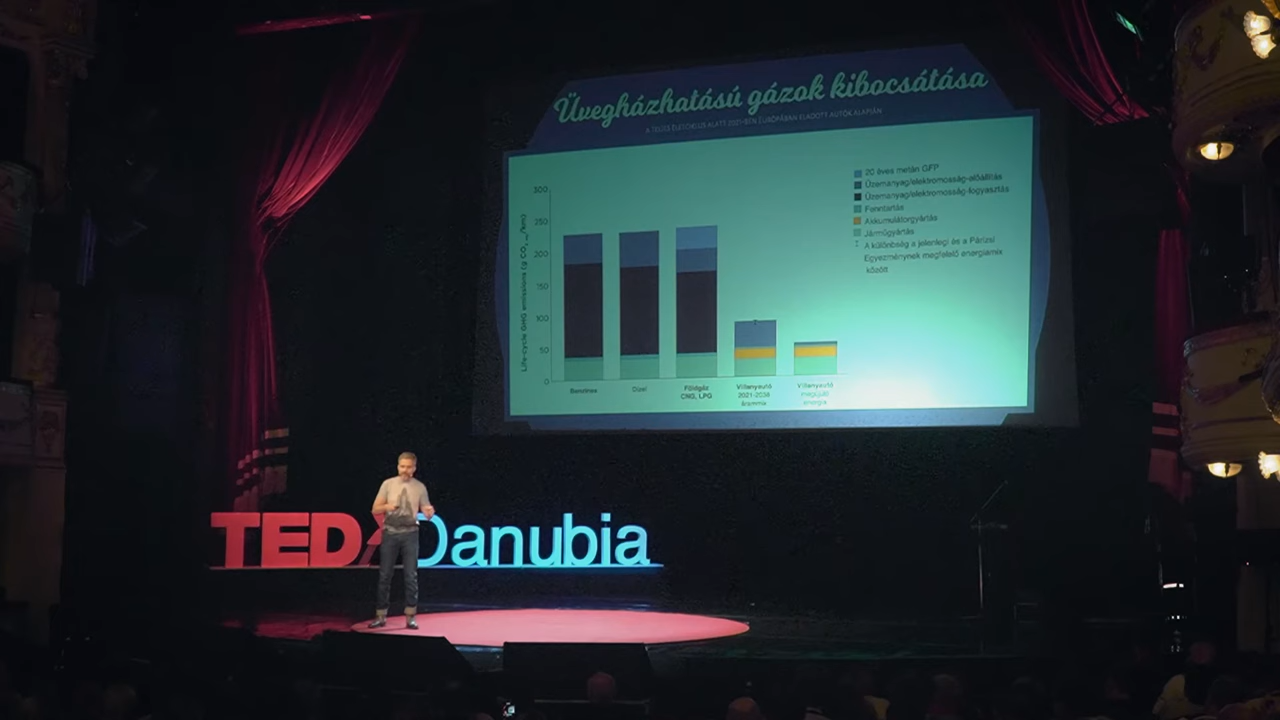 Üvegházhatású gázok kibocsátása
A TELJES ÉLETCIKLUS ALATT 2021-BEN EURÓPÁBAN ELADOTT AUTÓK ALAPJÁN
300
250
200
150
100
50
0
Life-cycle GHG emissions (g CO₂ /km)
Benzines
Dízel
Földgáz
CNG, LPG
Villanyautó
2021-2038
árammix
Villanyautó
megújuló
energia
20 éves metán GFP
Üzemanyag/elektromosság-előállítás
Üzemanyag/elektromosság-fogyasztás
Fenntartás
Akkumulátorgyártás
Járműgyártás
A különbség a jelenlegi és a Párizsi
Egyezménynek megfelelő energiamix
között
TEDxDanubia